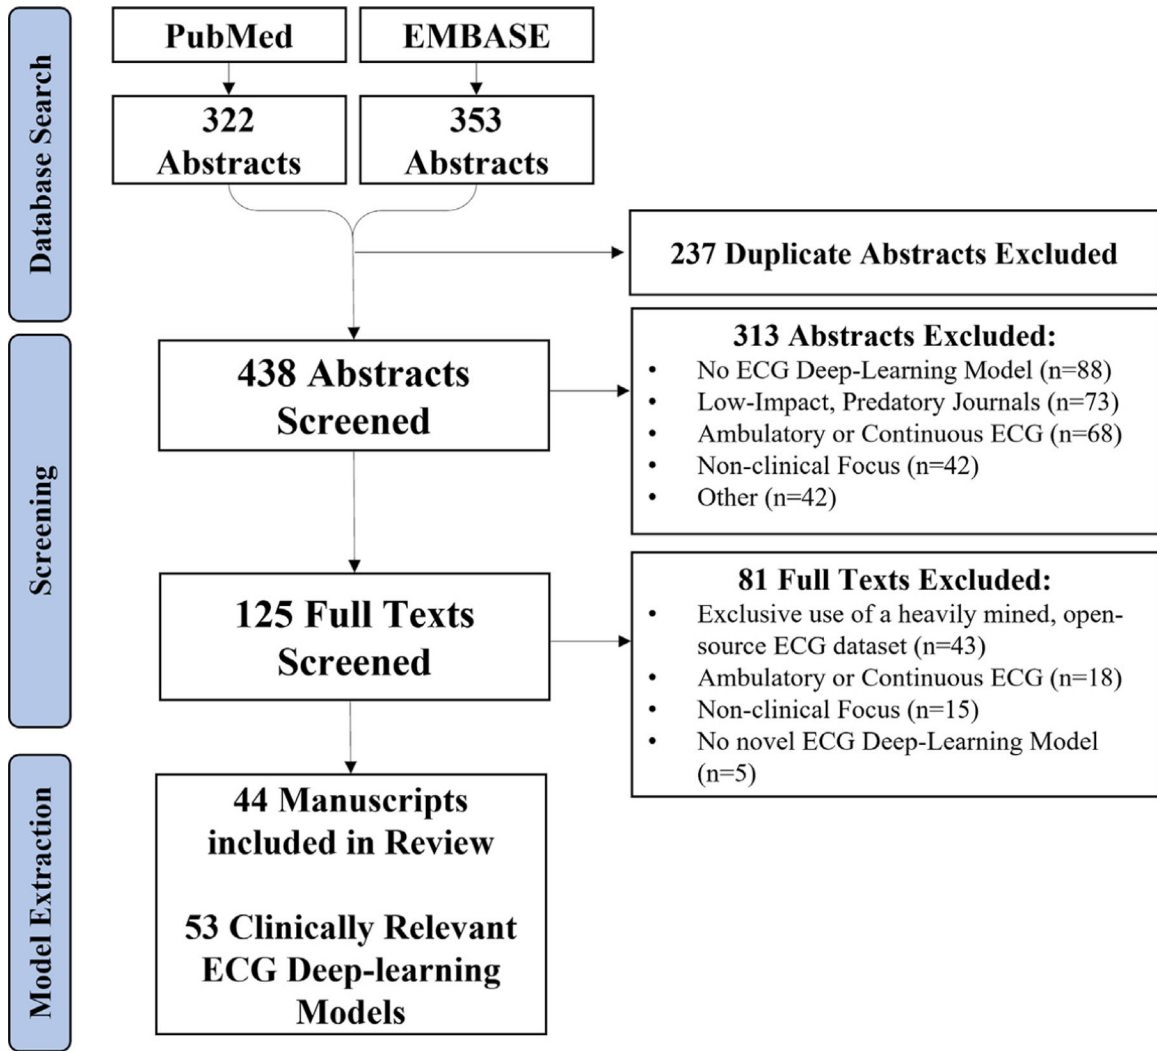 Database Search
PubMed
EMBASE
322
Abstracts
353
Abstracts
237 Duplicate Abstracts Excluded
Screening
438 Abstracts
Screened
313 Abstracts Excluded:
• No ECG Deep-Learning Model (n=88)
• Low-Impact, Predatory Journals (n=73)
• Ambulatory or Continuous ECG (n=68)
• Non-clinical Focus (n=42)
• Other (n=42)
125 Full Texts
Screened
81 Full Texts Excluded:
• Exclusive use of a heavily mined, open-
source ECG dataset (n=43)
• Ambulatory or Continuous ECG (n=18)
• Non-clinical Focus (n=15)
• No novel ECG Deep-Learning Model
(n=5)
Model Extraction
44 Manuscripts
included in Review
53 Clinically Relevant
ECG Deep-learning
Models